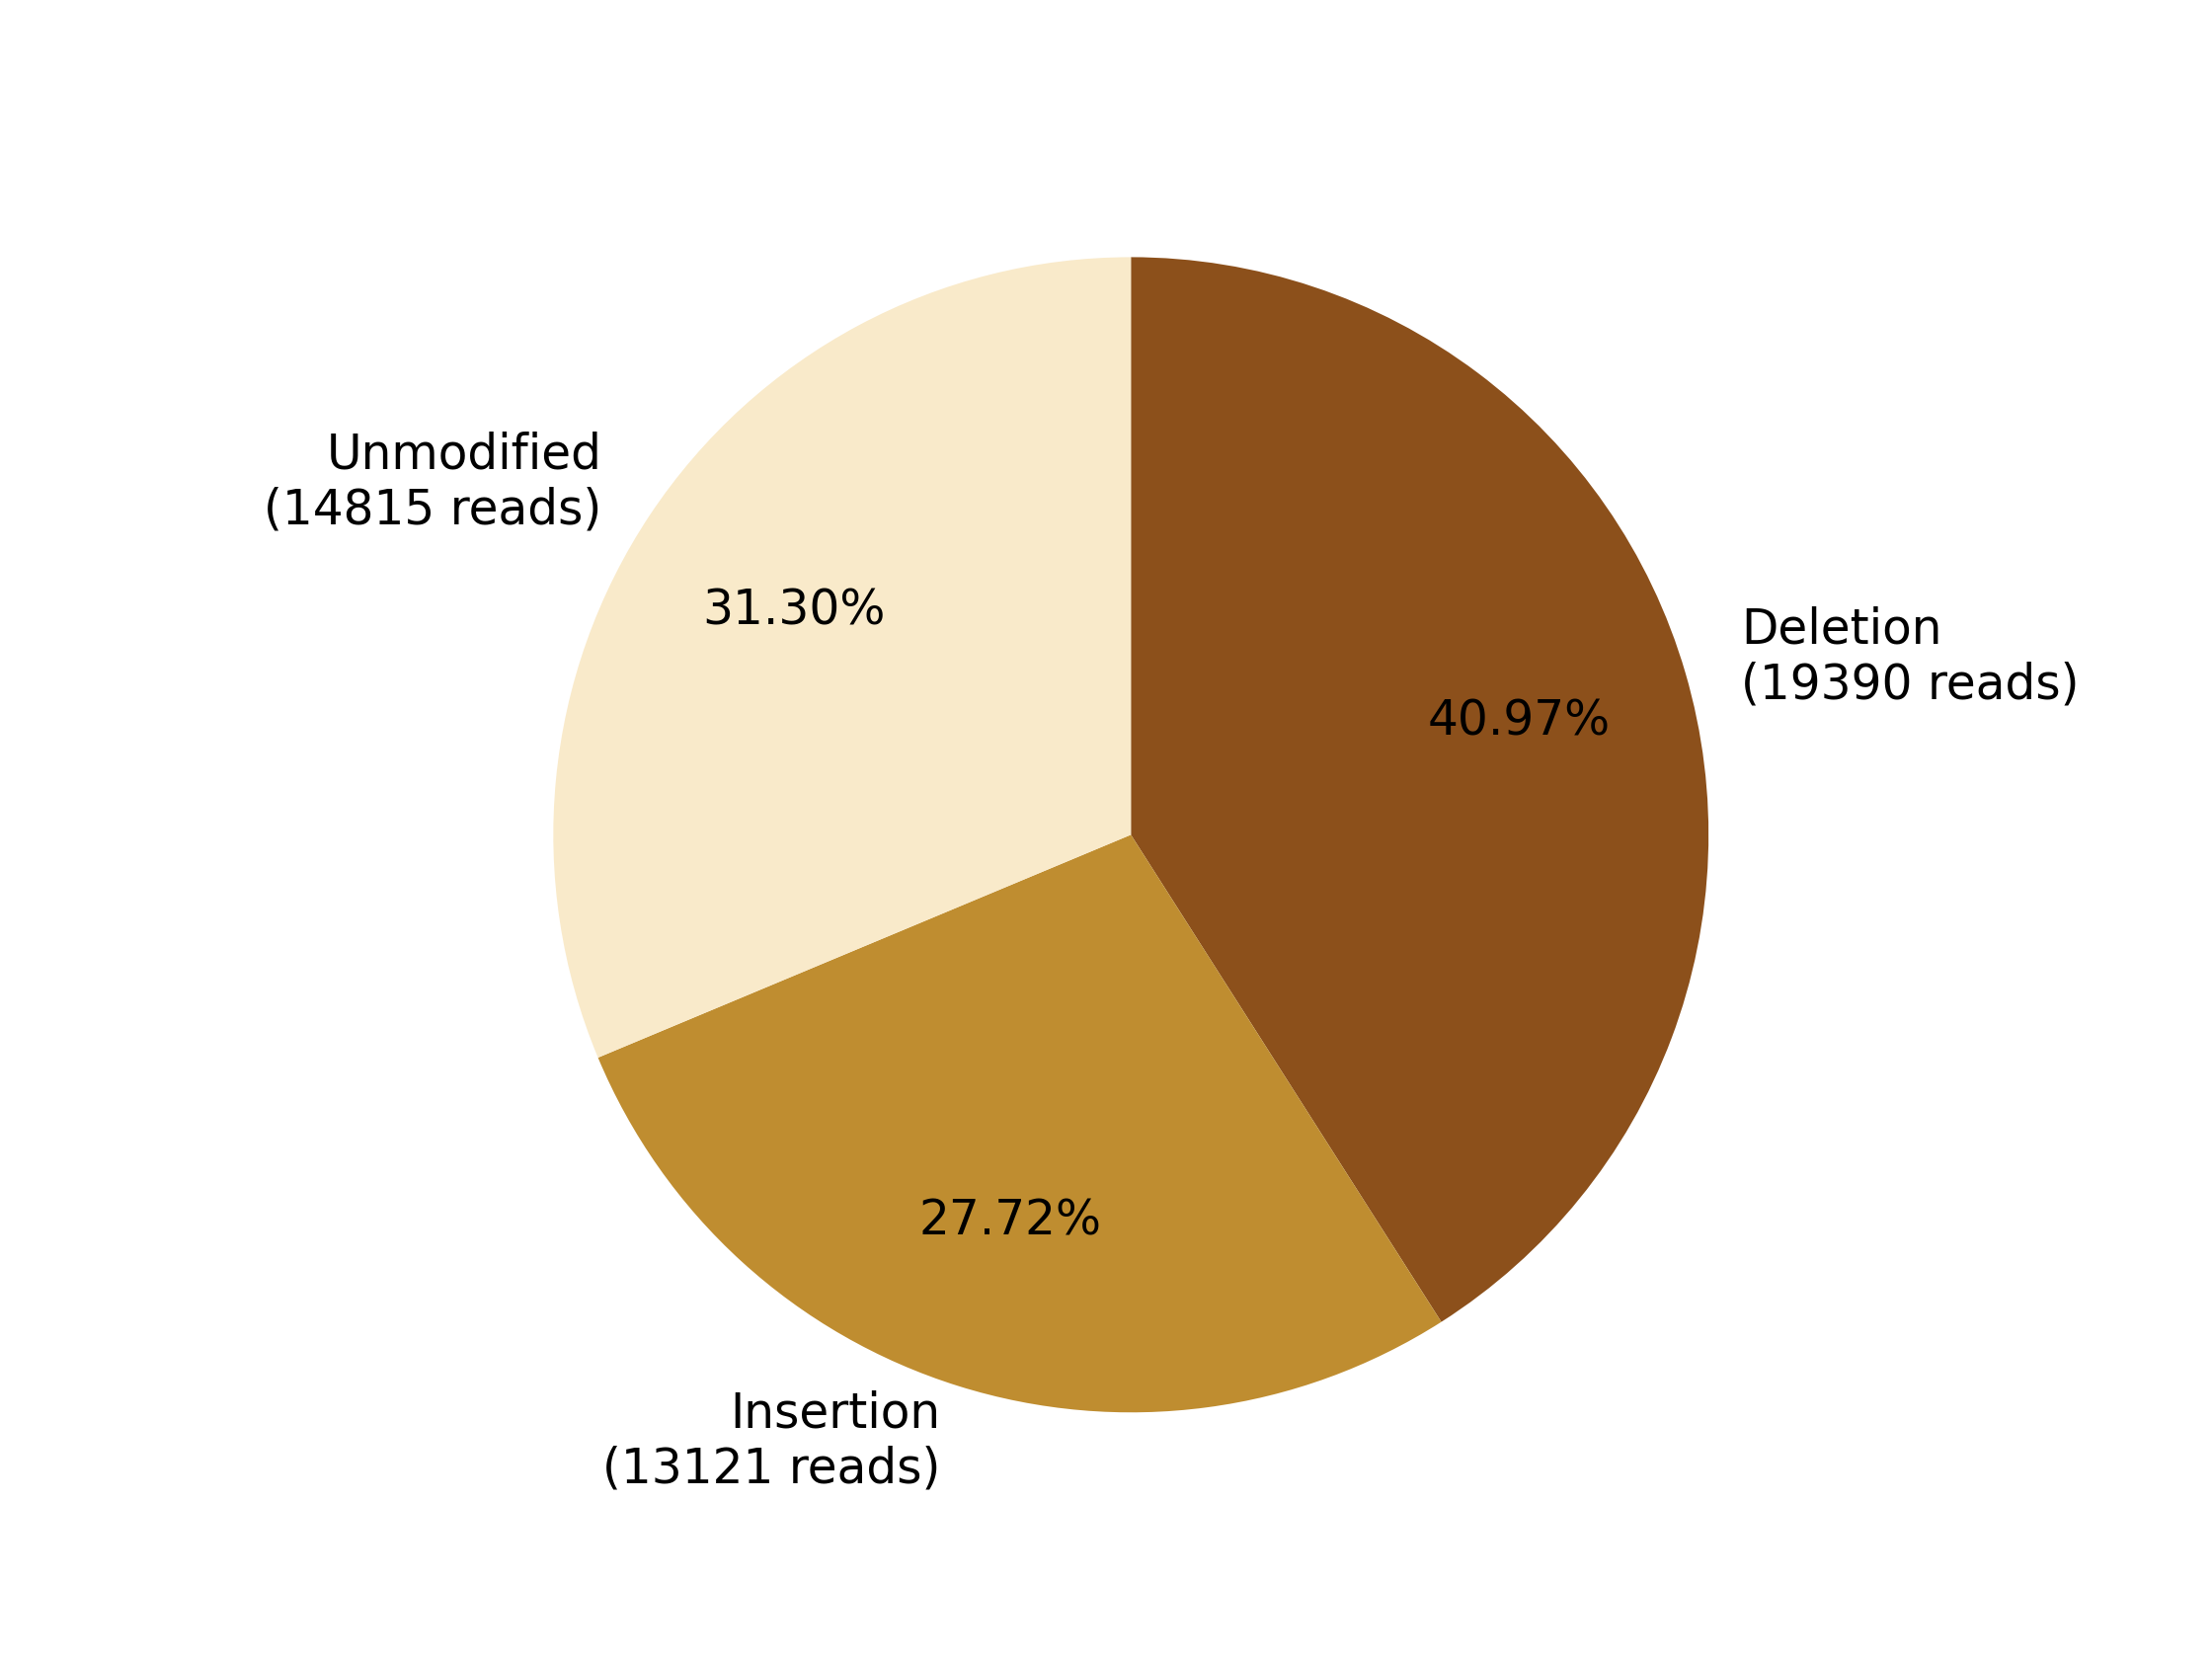 Unmodified
(14815 reads)
31.30%
Deletion
(19390 reads)
40.97%
27.72%
Insertion
(13121 reads)